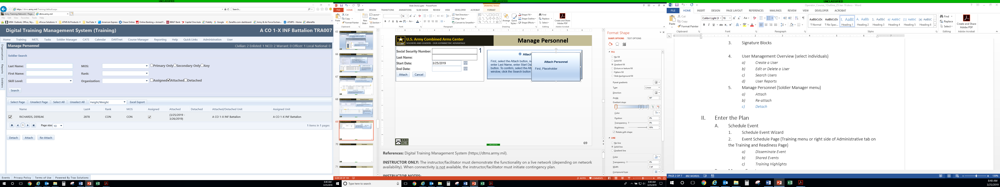 UNCLASSIFIED
https://dtms.army.mil/Training/default.aspx
Search...
Army Training Network / Page...
dtms.army.mil
File Edit View Favorites Tools Help
MSN Outlook, Office, Sky...
nFocus Solutions
ATMS & Products
YouTube
American Express
Chase Online
Online Banking » Armed F...
BB&T Bank
Capital One Auto
Fidelity
Google
Zenefits.com-dashboard-
Army & Air Force Exchan...
ATMPS - Home
eBenefits
Digital Training Management System (Training)
A CO 1-X INF Battalion TRA007
Home Training METL Tasks Soldier Manager CATS Calendar DARTnet Course Manager Reporting Help Quick Links Administration User
Organization
Reports
Soldiers
Manage Personnel
Civilian: 2 Enlisted: 1 NCO: 2 Warrant: 0 Officer: 1 Local National: 0
Soldier Search
Last Name: MOS: Primary Only Secondary Only Any
First Name: Rank:
Skill Level: Organization: Assigned Attached Detached
Search
Select Page Unselect Page Select All Unselect All Height/Weight Excel Export
Name Last4 Rank MOS Assigned Attached Detached Attached/Detached Unit Assigned Unit
RICHARDS, DEREAK 2878 CON CON (3/25/2019 - 3/26/2019) A CO 1-X INF Battalion A CO 1-X INF Battalion
1 Page size: 10 1 items in 1 pages
Detach Attach Re-Attach
Events Privacy Policy Terms of Use Powered By Trax Solutions
8:48 AM
3/25/2019
UNCLASSIFIED
Slide Deck2.pptx - PowerPoint
DRAWING TOOLS
FILE HOME INSERT DESIGN TRANSITIONS ANIMATIONS SLIDE SHOW REVIEW VIEW DEVELOPER ACROBAT FORMAT
Paste
Cut
Copy
Format Painter
Clipboard
New Slide
Layout
Reset
Section
Slides
14
Font
Text Direction
Align Text
Convert to SmartArt
Paragraph
Arrange
Quick Styles
Shape Fill
Shape Outline
Shape Effects
Drawing
Find
Replace
Select
Editing
Create and Share Adobe PDF
Adobe Acrobat
65
66
67
68
69
70
71
U.S. Army Combined Arms Center
SOLDIERS AND LEADERS - OUR ASYMMETRIC ADVANTAGE
Manage Personnel
Social Security Number:
Last Name:
Start Date: 3/25/2019
End Date:
Attach Cancel
1
1 Attach
First, select the Attach button, n
enter Last Name, enter Start Da
button. To confirm, select the Att
window, click the Search button
Attach Personnel
First, Placeholder
CAC
UNCLASSIFIED
69
References: Digital Training Management System (https://dtms.army.mil).
INSTRUCTOR ONLY: The instructor/facilitator must demonstrate the functionality on a live network (depending on network
availability). When connectivity is not available, the instructor/facilitator must initiate contingency plan.
INSTRUCTOR NOTES:
Format Shape
SHAPE OPTIONS TEXT OPTIONS
FILL
No fill
Solid fill
Gradient fill
Picture or texture fill
Pattern fill
Slide background fill
Preset gradients
Type Linear
Direction
Angle 90°
Gradient stops
Color
Position 0%
Transparency 0%
Brightness 95%
Rotate with shape
LINE
No line
Solid line
Gradient line
Color
Transparency 0%
Width 2 pt
Compound type
SLIDE 69 OF 103
NOTES COMMENTS 89%
Type here to search
8:48 AM
3/25/2019
UNCLASSIFIED
Operator_Course_1Outline_25 Jan 19.docx - Word
FILE HOME INSERT DESIGN PAGE LAYOUT REFERENCES MAILINGS REVIEW VIEW DEVELOPER ACROBAT
Paste
Cut
Copy
Format Painter
Clipboard
Calibri Light (H 16
Font
Paragraph
¶ Normal
¶ No Spac...
Heading 1
Heading 2
Heading 3
Heading 4
Heading 5
Heading 6
Styles
Find
Replace
Select
Editing
Create and Share Adobe PDF
Adobe Acrobat
3. Signature Blocks
4. User Management Overview (select individuals)
a) Create a User
b) Edit or Delete a User
c) Search Users
d) User Reports
5. Manage Personnel (Soldier Manager menu)
a) Attach
b) Re-attach
c) Detach
II. Enter the Plan
A. Schedule Event
1. Schedule Event Wizard
2. Event Schedule Page (Training menu or right side of Administrative tab on
the Training and Readiness Page)
a) Disseminate Event
b) Shared Events
c) Training Highlights
PAGE 2 OF 7 892 WORDS 130%
8:48 AM
3/25/2019